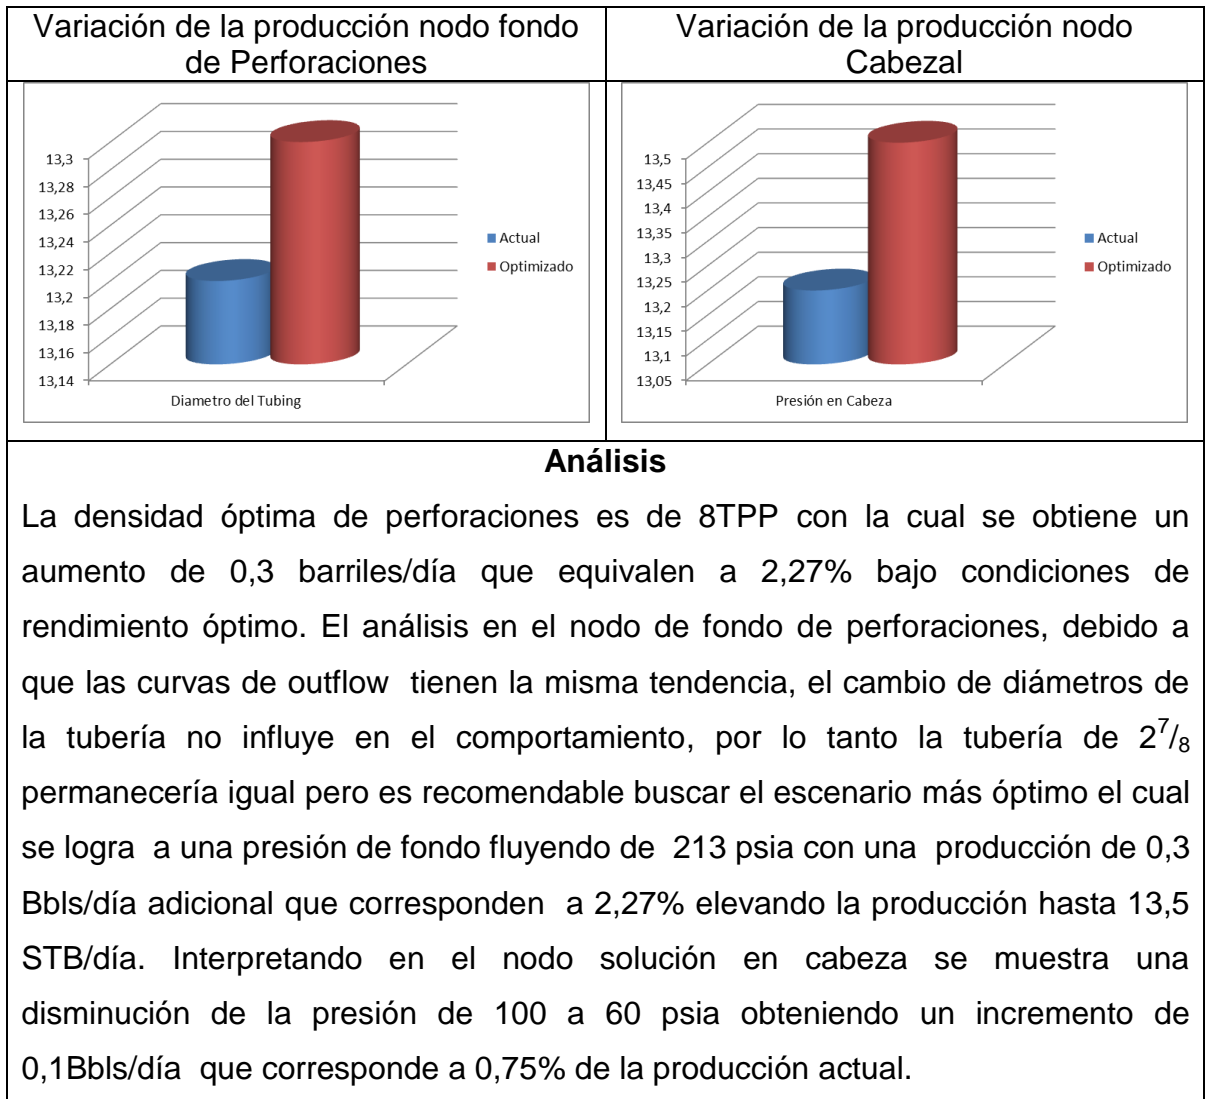 Variación de la producción nodo fondo
de Perforaciones
Variación de la producción nodo
Cabezal
13,3
13,28
13,26
13,24
13,22
13,2
13,18
13,16
13,14
Diametro del Tubing
Actual
Optimizado
13,5
13,45
13,4
13,35
13,3
13,25
13,2
13,15
13,1
13,05
Presión en Cabeza
Actual
Optimizado
Análisis
La densidad óptima de perforaciones es de 8TPP con la cual se obtiene un
aumento de 0,3 barriles/día que equivalen a 2,27% bajo condiciones de
rendimiento óptimo. El análisis en el nodo de fondo de perforaciones, debido a
que las curvas de outflow tienen la misma tendencia, el cambio de diámetros de
la tubería no influye en el comportamiento, por lo tanto la tubería de 2⁷/₈
permanecería igual pero es recomendable buscar el escenario más óptimo el cual
se logra a una presión de fondo fluyendo de 213 psia con una producción de 0,3
Bbls/día adicional que corresponden a 2,27% elevando la producción hasta 13,5
STB/día. Interpretando en el nodo solución en cabeza se muestra una
disminución de la presión de 100 a 60 psia obteniendo un incremento de
0,1Bbls/día que corresponde a 0,75% de la producción actual.